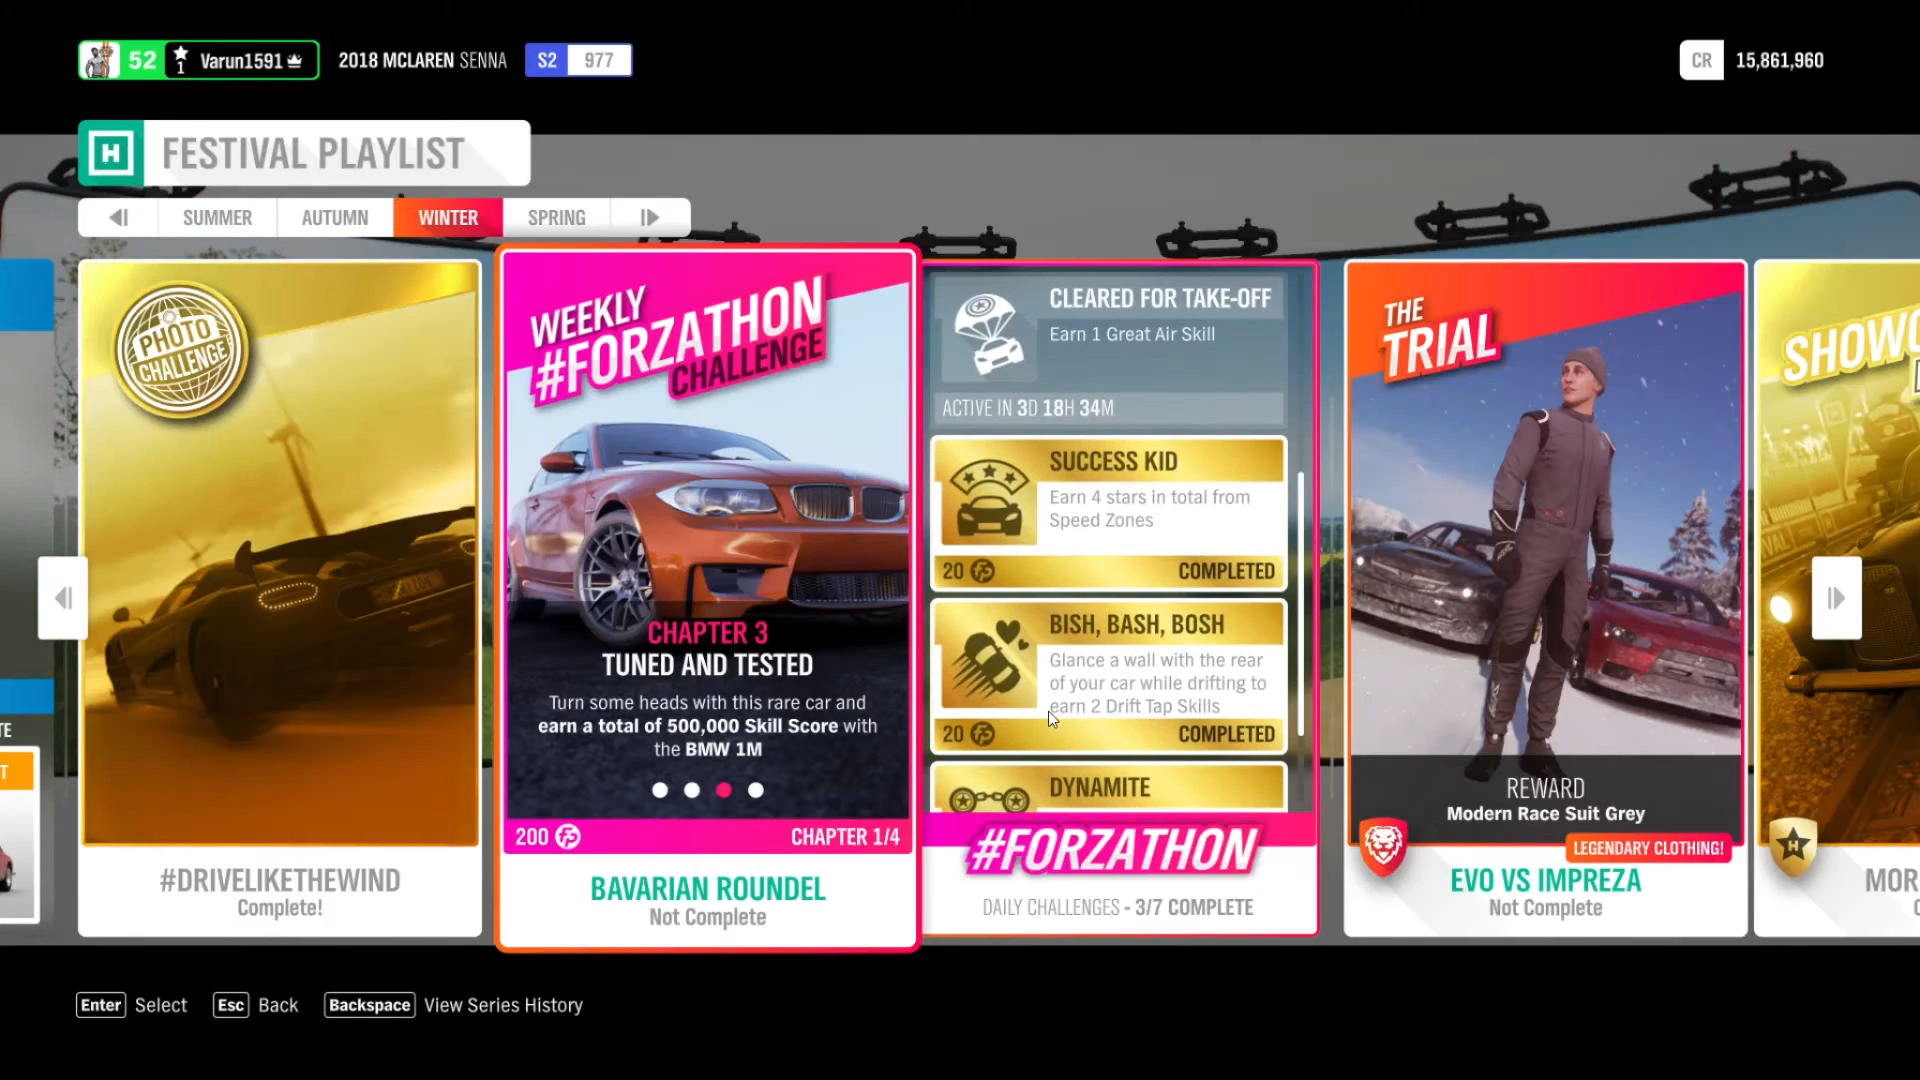 52
1
Varun1591
2018 MCLAREN SENNA
S2 977
CR 15,861,960
H
FESTIVAL PLAYLIST
SUMMER
AUTUMN
WINTER
SPRING
PHOTO
CHALLENGE
#DRIVELIKETHEWIND
Complete!
WEEKLY
#FORZATHON
CHALLENGE
CHAPTER 3
TUNED AND TESTED
Turn some heads with this rare car and
earn a total of 500,000 Skill Score with
the BMW 1M
200
CHAPTER 1/4
BAVARIAN ROUNDEL
Not Complete
CLEARED FOR TAKE-OFF
Earn 1 Great Air Skill
ACTIVE IN 3D 18H 34M
SUCCESS KID
Earn 4 stars in total from
Speed Zones
20
COMPLETED
BISH, BASH, BOSH
Glance a wall with the rear
of your car while drifting to
earn 2 Drift Tap Skills
20
COMPLETED
DYNAMITE
#FORZATHON
DAILY CHALLENGES - 3/7 COMPLETE
THE
TRIAL
REWARD
Modern Race Suit Grey
LEGENDARY CLOTHING!
EVO VS IMPREZA
Not Complete
Enter Select
Esc Back
Backspace View Series History